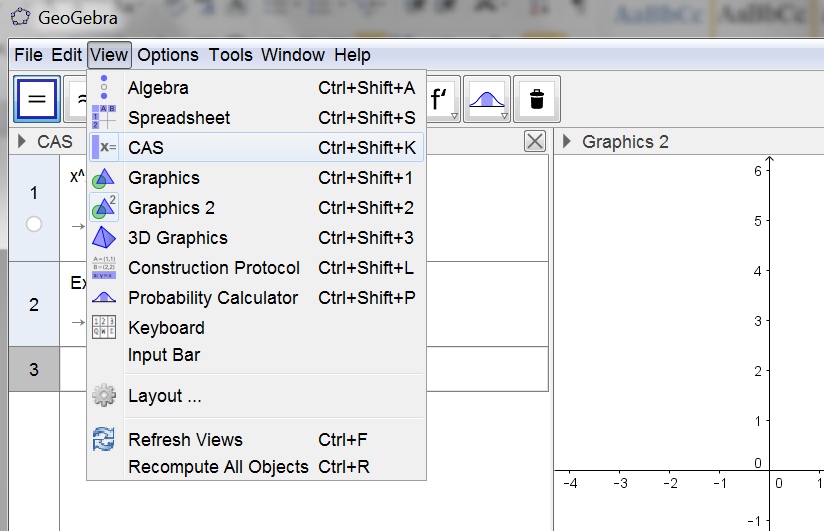 GeoGebra
AaBbCc AaBbCc
File Edit View Options Tools Window Help
= f'
CAS
Graphics 2
Algebra Ctrl+Shift+A
Spreadsheet Ctrl+Shift+S
CAS Ctrl+Shift+K
Graphics Ctrl+Shift+1
Graphics 2 Ctrl+Shift+2
3D Graphics Ctrl+Shift+3
Construction Protocol Ctrl+Shift+L
Probability Calculator Ctrl+Shift+P
Keyboard
Input Bar
Layout ...
Refresh Views Ctrl+F
Recompute All Objects Ctrl+R
1 x^
→
2
→
3
6
5
4
3
2
1
0
-4 -3 -2 -1 0 1
-1